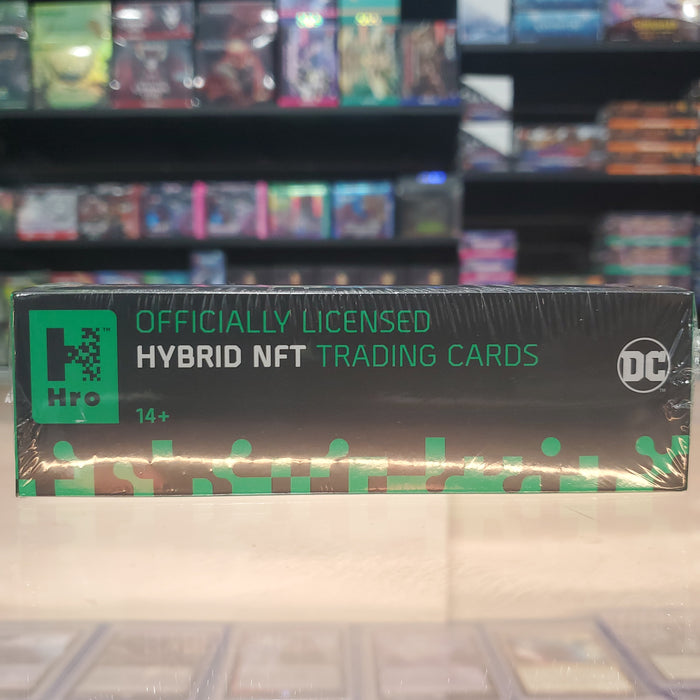 OFFICIALLY LICENSED
HYBRID NFT TRADING CARDS
Hro
14+
DC